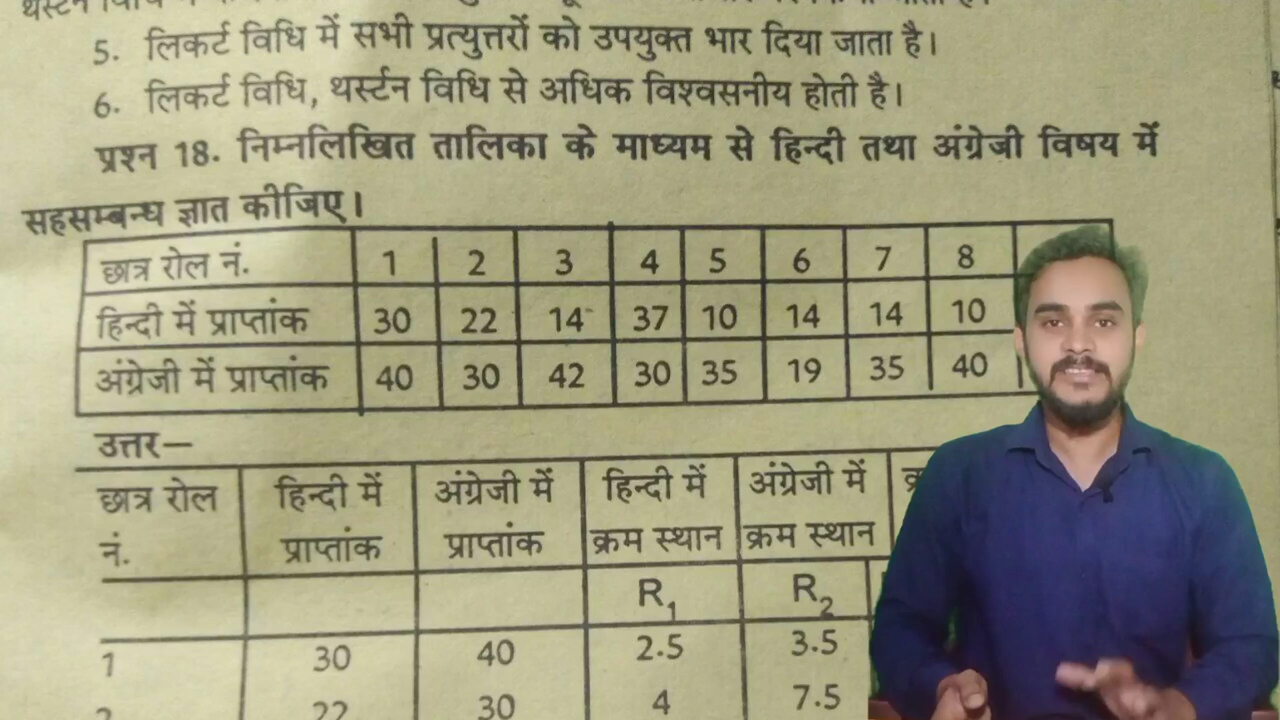 5. लिकर्ट विधि में सभी प्रत्युत्तरों को उपयुक्त भार दिया जाता है।
6. लिकर्ट विधि, थर्स्टन विधि से अधिक विश्वसनीय होती है।
प्रश्न 18. निम्नलिखित तालिका के माध्यम से हिन्दी तथा अंग्रेजी विषय में
सहसम्बन्ध ज्ञात कीजिए।
छात्र रोल नं. 1 2 3 4 5 6 7 8
हिन्दी में प्राप्तांक 30 22 14 37 10 14 14 10
अंग्रेजी में प्राप्तांक 40 30 42 30 35 19 35 40
उत्तर—
छात्र रोल हिन्दी में अंग्रेजी में हिन्दी में अंग्रेजी में
नं. प्राप्तांक प्राप्तांक क्रम स्थान क्रम स्थान
R1 R2
1 30 40 2.5 3.5
2 22 30 4 7.5